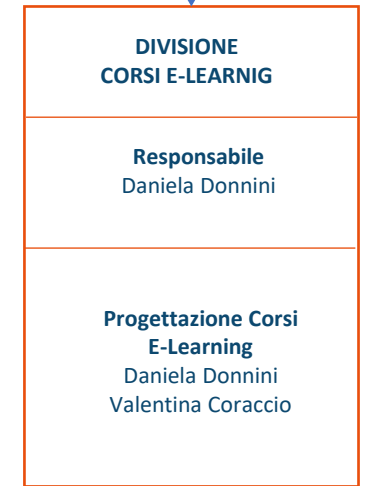 DIVISIONE
CORSI E-LEARNIG
Responsabile
Daniela Donnini
Progettazione Corsi
E-Learning
Daniela Donnini
Valentina Coraccio